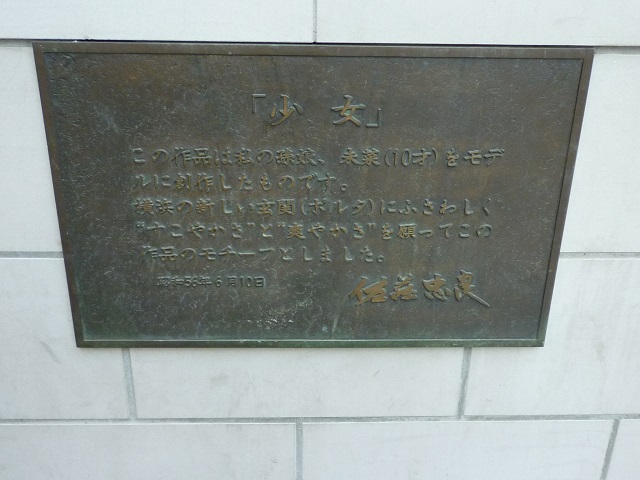 「少女」
この作品は私の孫娘、未菜(10才)をモデ
ルに創作したものです。
横浜の新しい玄関(ポルタ)にふさわしく
"すこやかさ"と"爽やかさ"を願ってこの
作品のモチーフとしました。
昭和56年6月10日
佐藤忠良